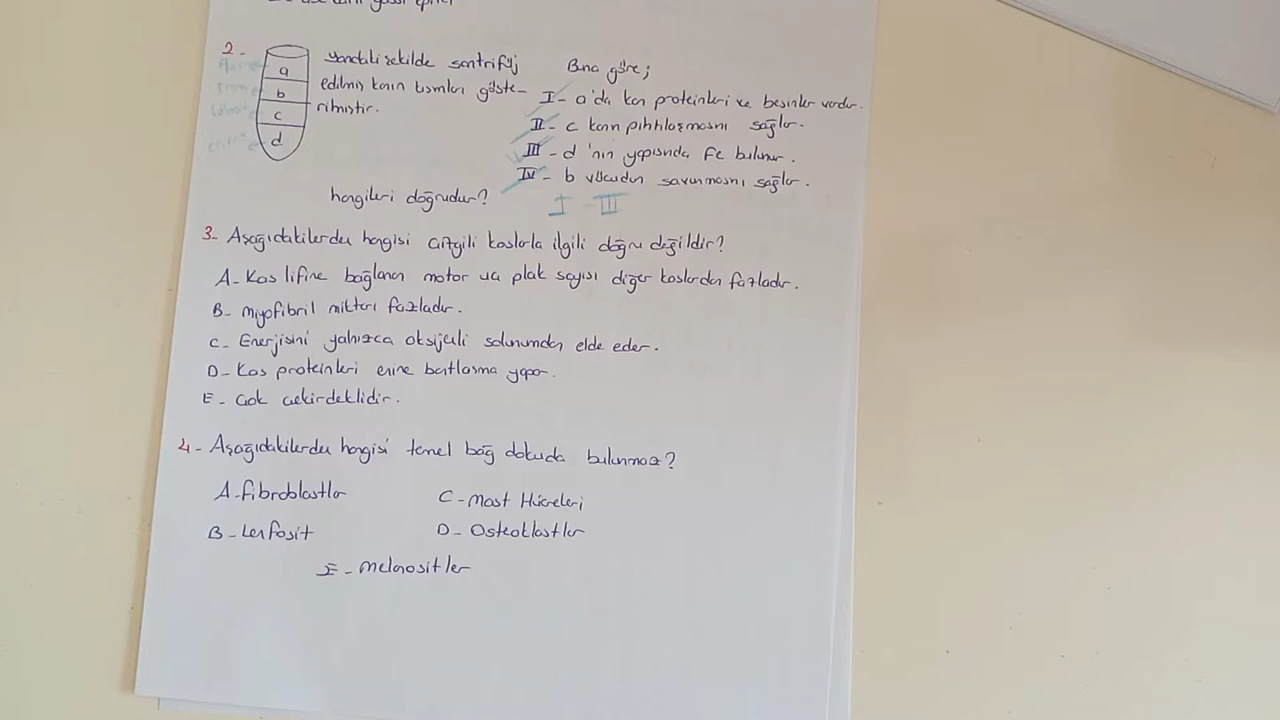 2-
a
b
c
d
yandaki şekilde santrifüj
edilmiş kanın kısımları göste-
rilmiştir.
Buna göre;
I- a'da kan proteinleri ve besinler vardır.
II- c kanın pıhtılaşmasını sağlar.
III- d 'nin yapısında Fe bulunur.
IV- b vücudun savunmasını sağlar.
hangileri doğrudur?
I - III
3- Aşağıdakilerden hangisi çizgili kaslarla ilgili doğru değildir?
A- Kas lifine bağlanan motor uç plak sayısı diğer kaslardan fazladır.
B- Miyofibril miktarı fazladır.
C- Enerjisini yalnızca oksijenli solunumdan elde eder.
D- Kas proteinleri enine bantlaşma yapar.
E- Çok çekirdeklidir.
4- Aşağıdakilerden hangisi temel bağ dokuda bulunmaz?
A- Fibroblastlar
C- Mast Hücreleri
B- Lenfosit
D- Osteoklastlar
E- Melanositler